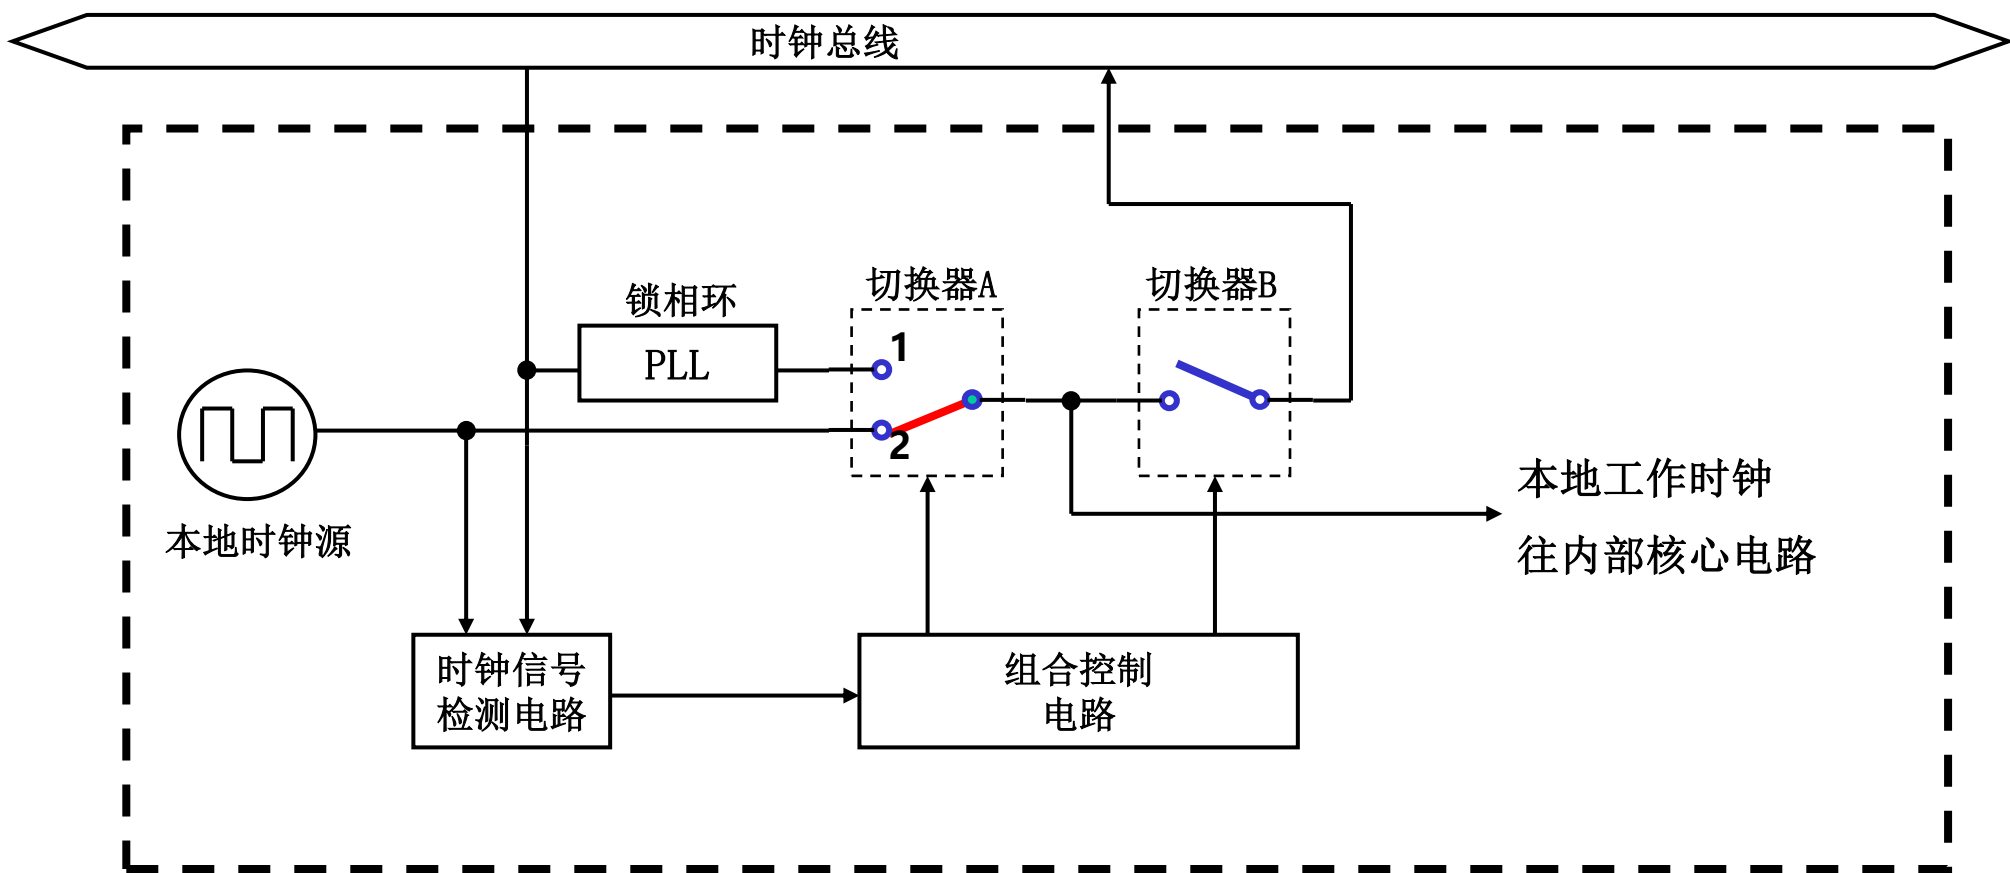 时钟总线
锁相环
PLL
切换器A
切换器B
1
2
本地时钟源
本地工作时钟
往内部核心电路
时钟信号
检测电路
组合控制
电路